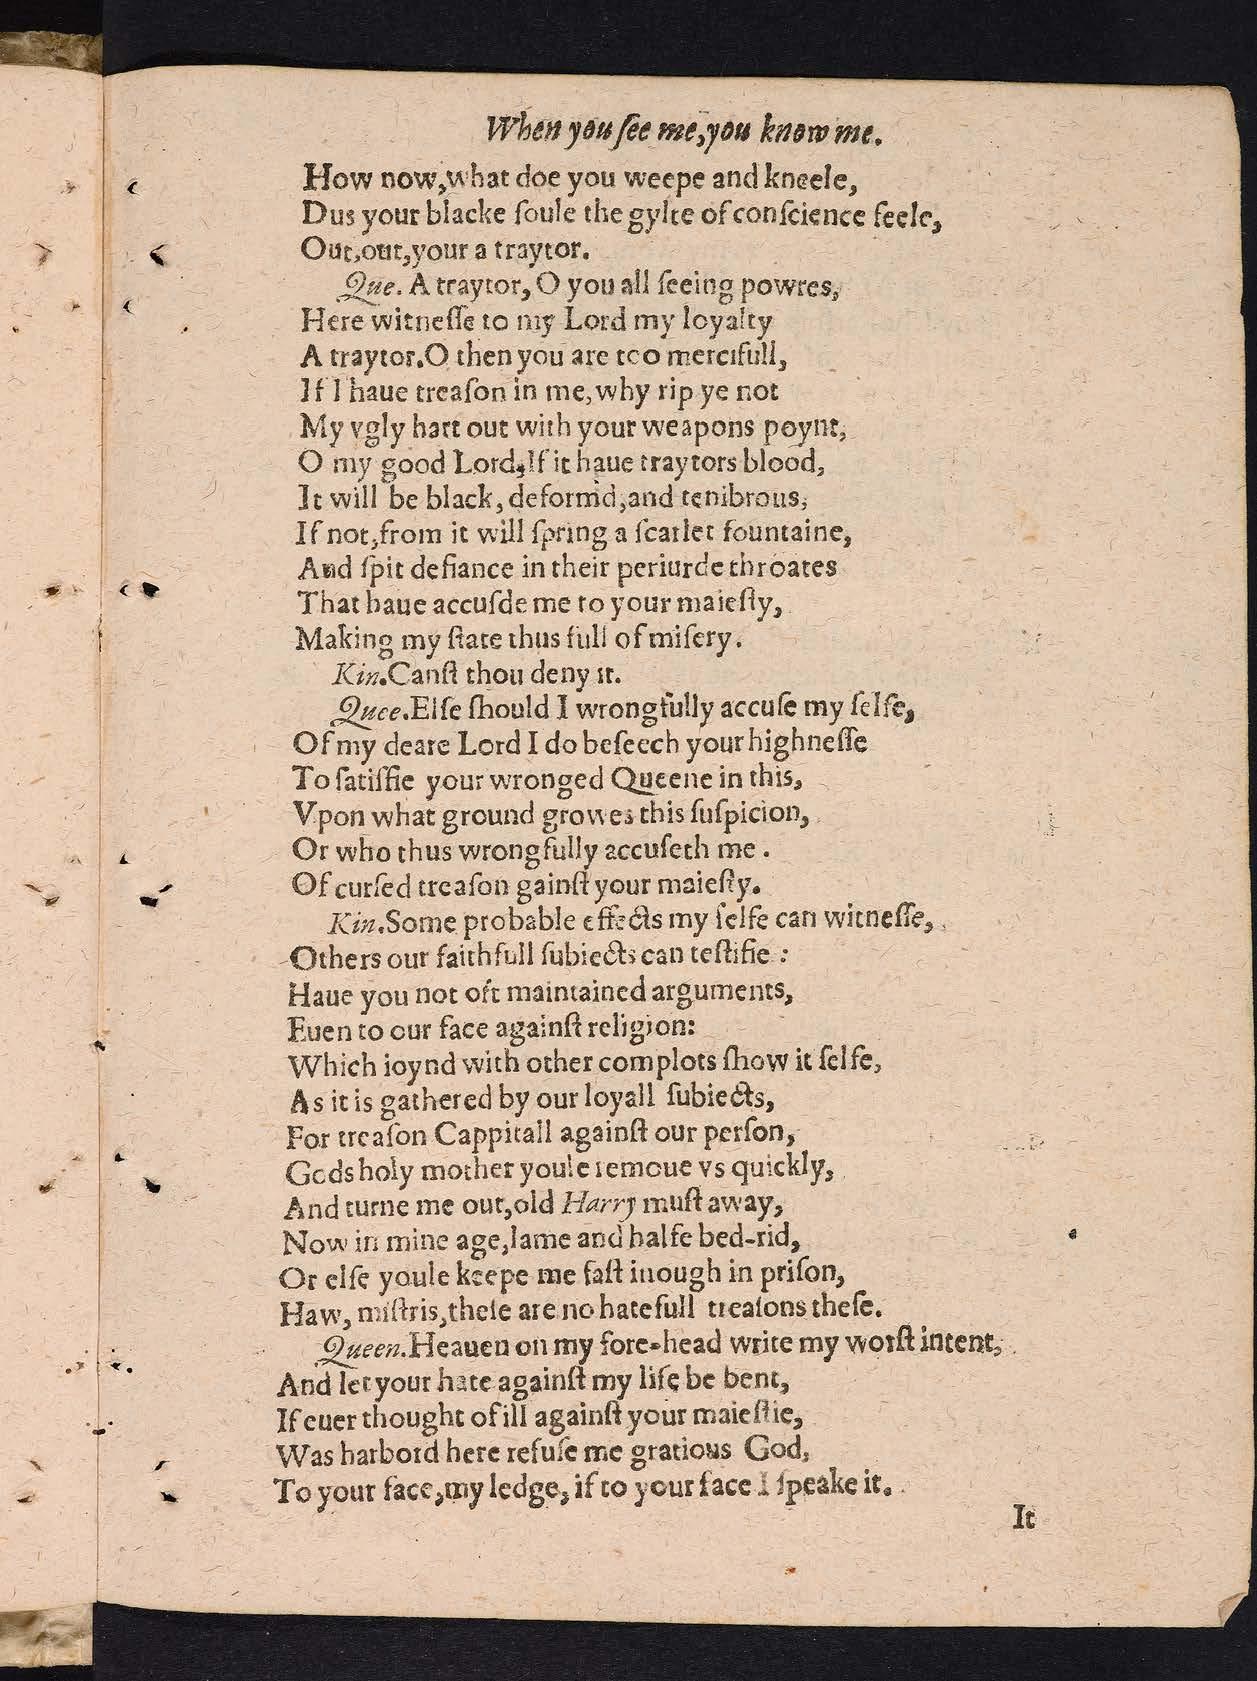 When you ſee me, you know me.
How now, what doe you weepe and kneele,
Dus your blacke ſoule the gylte of conſcience feele,
Out, out, your a traytor.
Que. A traytor, O you all ſeeing powres,
Here witneſſe to my Lord my loyalty
A traytor. O then you are too mercifull,
If I haue treaſon in me, why rip ye not
My vgly hart out with your weapons poynt,
O my good Lord, If it haue traytors blood,
It will be black, deformd, and tenibrous,
If not, from it will ſpring a ſcarlet fountaine,
And ſpit defiance in their periurde throates
That haue accuſde me to your maieſty,
Making my ſtate thus full of miſery.
Kin. Canſt thou deny it.
Quee. Elſe ſhould I wrongfully accuſe my ſelfe,
Of my deare Lord I do beſeech your highneſſe
To ſatiſfie your wronged Queene in this,
Vpon what ground growes this ſuſpicion,
Or who thus wrongfully accuſeth me.
Of curſed treaſon gainſt your maieſty.
Kin. Some probable effects my ſelfe can witneſſe,
Others our faithfull ſubiects can teſtifie:
Haue you not oft maintained arguments,
Euen to our face againſt religion:
Which ioynd with other complots ſhow it ſelfe,
As it is gathered by our loyall ſubiects,
For treaſon Cappitall againſt our perſon,
Gods holy mother youle remoue vs quickly,
And turne me out, old Harry muſt away,
Now in mine age, lame and halfe bed-rid,
Or elſe youle keepe me faſt inough in priſon,
Haw, miſtris, theſe are no hatefull treaſons theſe.
Queen. Heauen on my fore-head write my worſt intent,
And let your hate againſt my life be bent,
If euer thought of ill againſt your maieſtie,
Was harbord here refuſe me gratious God,
To your face, my ledge, if to your face I ſpeake it.
It